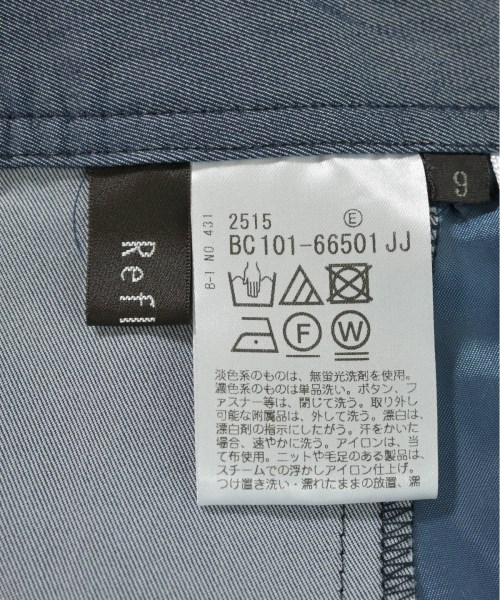 Refl
B-I NO 431
2515 E
BC101-66501JJ
F W
淡色系のものは、無蛍光洗剤を使用。
濃色系のものは単品洗い。ボタン、フ
ァスナー等は、閉じて洗う。取り外し
可能な附属品は、外して洗う。漂白は、
漂白剤の指示にしたがう。汗をかいた
場合、速やかに洗う。アイロンは、当
て布使用。ニットや毛足のある製品は、
スチームでの浮かしアイロン仕上げ。
つけ置き洗い・濡れたままの放置、濡
9